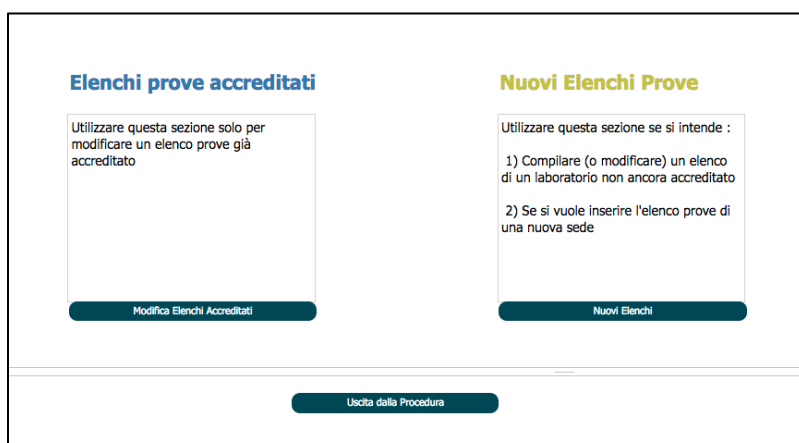 Elenchi prove accreditati
Utilizzare questa sezione solo per
modificare un elenco prove già
accreditato
Modifica Elenchi Accreditati
Nuovi Elenchi Prove
Utilizzare questa sezione se si intende :
1) Compilare (o modificare) un elenco
di un laboratorio non ancora accreditato
2) Se si vuole inserire l'elenco prove di
una nuova sede
Nuovi Elenchi
Uscita dalla Procedura